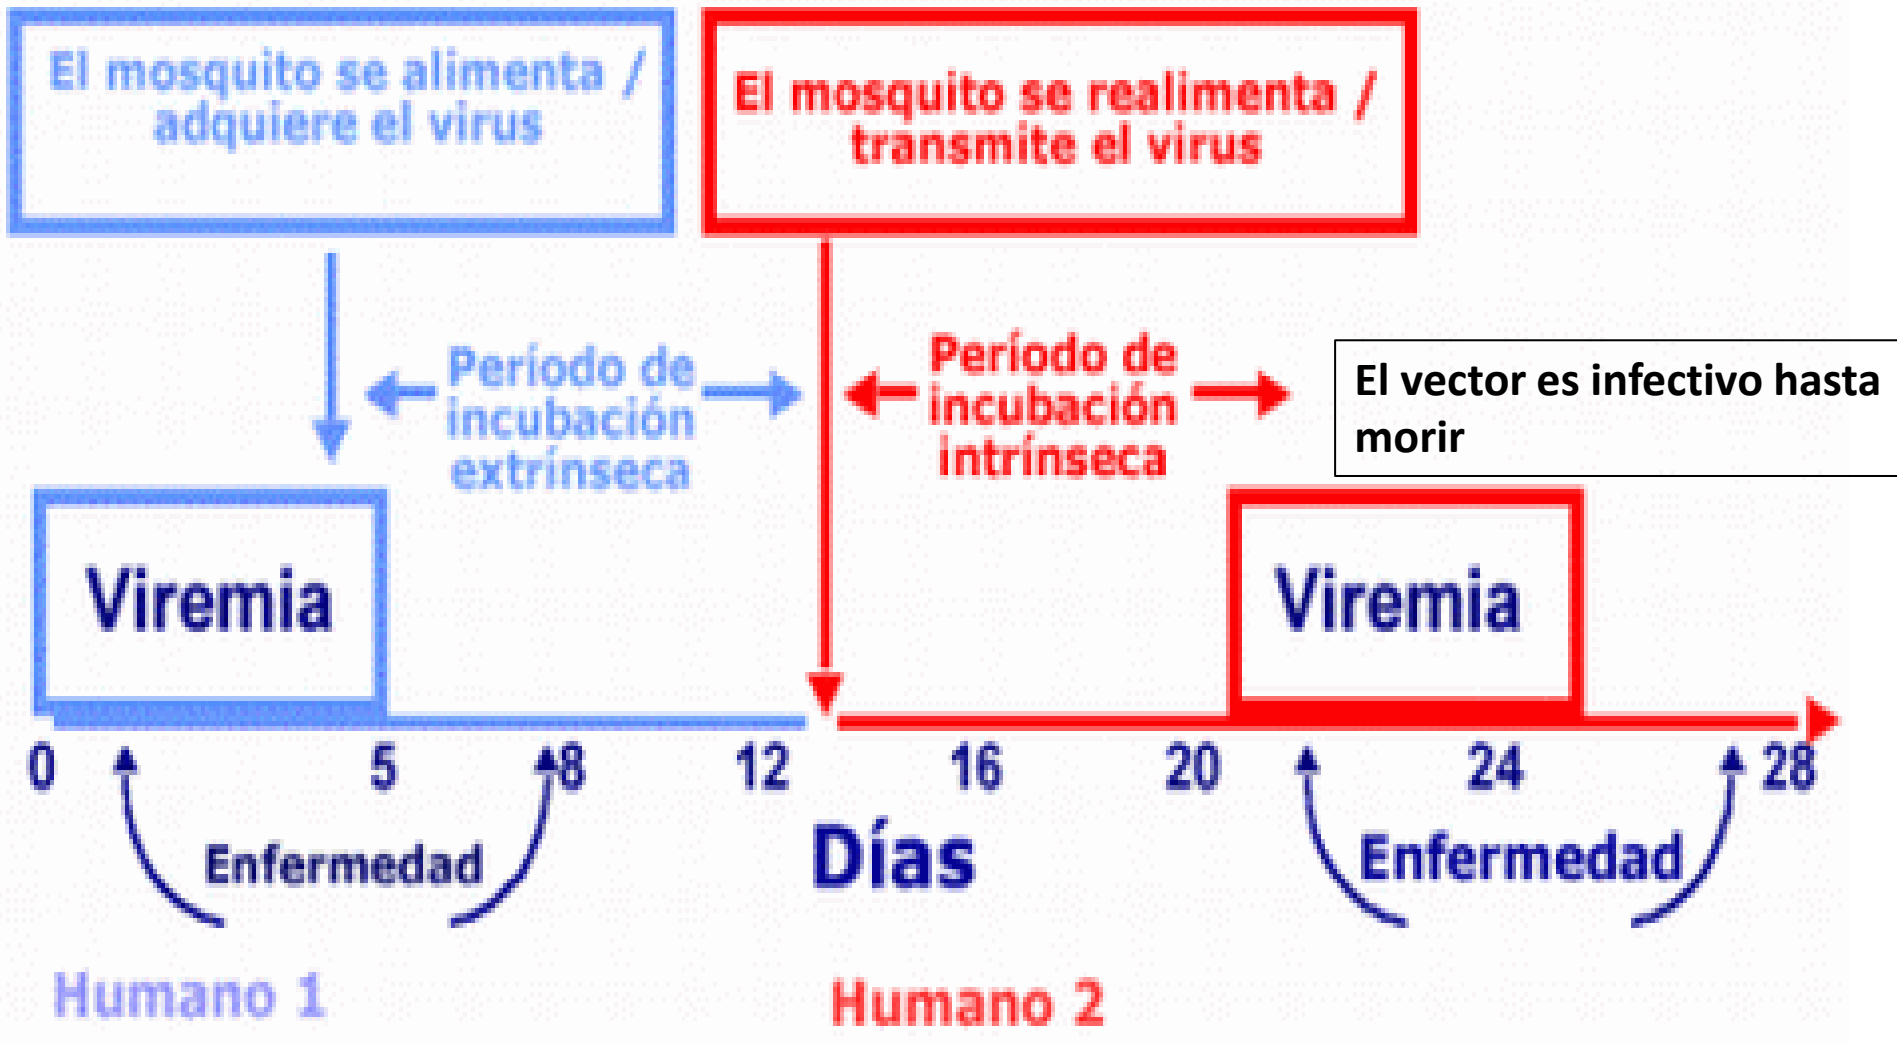 El mosquito se alimenta /
adquiere el virus
El mosquito se realimenta /
transmite el virus
Período de
incubación
extrínseca
Período de
incubación
intrínseca
El vector es infectivo hasta
morir
Viremia
Viremia
0 5 8 12 16 20 24 28
Enfermedad
Días
Enfermedad
Humano 1
Humano 2